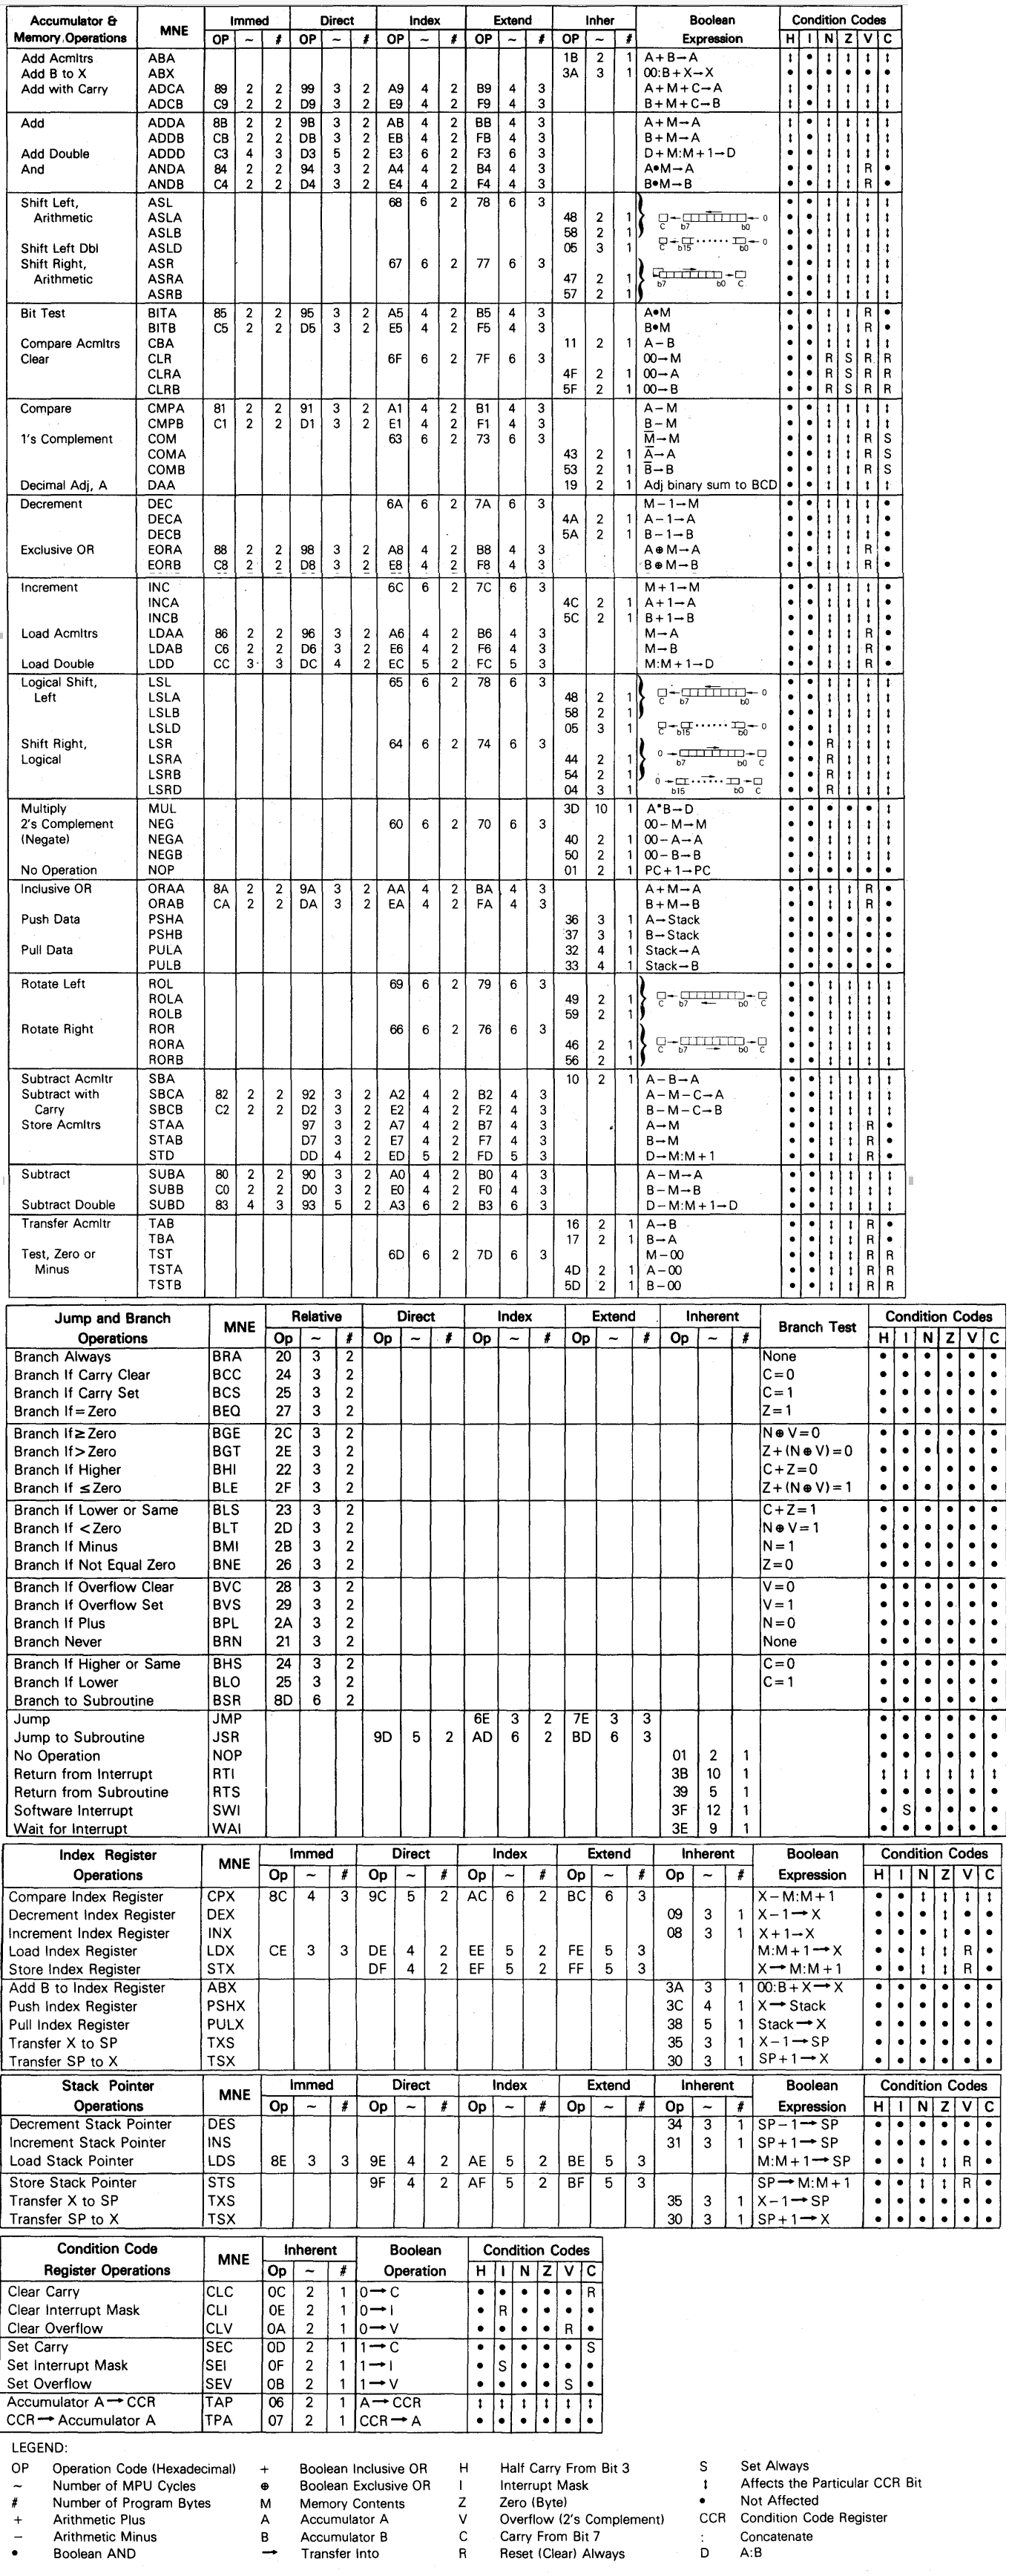 Accumulator & Immed Direct Index Extend Inher Boolean Condition Codes
Memory Operations MNE OP ~ # OP ~ # OP ~ # OP ~ # OP ~ # Expression H I N Z V C
Add Acmltrs ABA 1B 2 1 A+B→A ↕ • ↕ ↕ ↕ ↕
Add B to X ABX 3A 3 1 00:B+X→X • • • • • •
Add with Carry ADCA 89 2 2 99 3 2 A9 4 2 B9 4 3 A+M+C→A ↕ • ↕ ↕ ↕ ↕
ADCB C9 2 2 D9 3 2 E9 4 2 F9 4 3 B+M+C→B ↕ • ↕ ↕ ↕ ↕
Add ADDA 8B 2 2 9B 3 2 AB 4 2 BB 4 3 A+M→A ↕ • ↕ ↕ ↕ ↕
ADDB CB 2 2 DB 3 2 EB 4 2 FB 4 3 B+M→A ↕ • ↕ ↕ ↕ ↕
Add Double ADDD C3 4 3 D3 5 2 E3 6 2 F3 6 3 D+M:M+1→D • • ↕ ↕ ↕ ↕
And ANDA 84 2 2 94 3 2 A4 4 2 B4 4 3 A•M→A • • ↕ ↕ R •
ANDB C4 2 2 D4 3 2 E4 4 2 F4 4 3 B•M→B • • ↕ ↕ R •
Shift Left, ASL 68 6 2 78 6 3 • • ↕ ↕ ↕ ↕
Arithmetic ASLA 48 2 1 C b7 b0 0 • • ↕ ↕ ↕ ↕
ASLB 58 2 1 • • ↕ ↕ ↕ ↕
Shift Left Dbl ASLD 05 3 1 C b15 b0 0 • • ↕ ↕ ↕ ↕
Shift Right, ASR 67 6 2 77 6 3 • • ↕ ↕ ↕ ↕
Arithmetic ASRA 47 2 1 b7 b0 C • • ↕ ↕ ↕ ↕
ASRB 57 2 1 • • ↕ ↕ ↕ ↕
Bit Test BITA 85 2 2 95 3 2 A5 4 2 B5 4 3 A•M • • ↕ ↕ R •
BITB C5 2 2 D5 3 2 E5 4 2 F5 4 3 B•M • • ↕ ↕ R •
Compare Acmltrs CBA 11 2 1 A−B • • ↕ ↕ ↕ ↕
Clear CLR 6F 6 2 7F 6 3 00→M • • R S R R
CLRA 4F 2 1 00→A • • R S R R
CLRB 5F 2 1 00→B • • R S R R
Compare CMPA 81 2 2 91 3 2 A1 4 2 B1 4 3 A−M • • ↕ ↕ ↕ ↕
CMPB C1 2 2 D1 3 2 E1 4 2 F1 4 3 B−M • • ↕ ↕ ↕ ↕
1's Complement COM 63 6 2 73 6 3 M̅→M • • ↕ ↕ R S
COMA 43 2 1 A̅→A • • ↕ ↕ R S
COMB 53 2 1 B̅→B • • ↕ ↕ R S
Decimal Adj, A DAA 19 2 1 Adj binary sum to BCD • • ↕ ↕ ↕ ↕
Decrement DEC 6A 6 2 7A 6 3 M−1→M • • ↕ ↕ ↕ •
DECA 4A 2 1 A−1→A • • ↕ ↕ ↕ •
DECB 5A 2 1 B−1→B • • ↕ ↕ ↕ •
Exclusive OR EORA 88 2 2 98 3 2 A8 4 2 B8 4 3 A⊕M→A • • ↕ ↕ R •
EORB C8 2 2 D8 3 2 E8 4 2 F8 4 3 B⊕M→B • • ↕ ↕ R •
Increment INC 6C 6 2 7C 6 3 M+1→M • • ↕ ↕ ↕ •
INCA 4C 2 1 A+1→A • • ↕ ↕ ↕ •
INCB 5C 2 1 B+1→B • • ↕ ↕ ↕ •
Load Acmltrs LDAA 86 2 2 96 3 2 A6 4 2 B6 4 3 M→A • • ↕ ↕ R •
LDAB C6 2 2 D6 3 2 E6 4 2 F6 4 3 M→B • • ↕ ↕ R •
Load Double LDD CC 3 3 DC 4 2 EC 5 2 FC 5 3 M:M+1→D • • ↕ ↕ R •
Logical Shift, LSL 65 6 2 78 6 3 • • ↕ ↕ ↕ ↕
Left LSLA 48 2 1 C b7 b0 0 • • ↕ ↕ ↕ ↕
LSLB 58 2 1 • • ↕ ↕ ↕ ↕
LSLD 05 3 1 C b15 b0 0 • • ↕ ↕ ↕ ↕
Shift Right, LSR 64 6 2 74 6 3 • • R ↕ ↕ ↕
Logical LSRA 44 2 1 0 b7 b0 C • • R ↕ ↕ ↕
LSRB 54 2 1 • • R ↕ ↕ ↕
LSRD 04 3 1 0 b15 b0 C • • R ↕ ↕ ↕
Multiply MUL 3D 10 1 A*B→D • • • • • ↕
2's Complement NEG 60 6 2 70 6 3 00−M→M • • ↕ ↕ ↕ ↕
(Negate) NEGA 40 2 1 00−A→A • • ↕ ↕ ↕ ↕
NEGB 50 2 1 00−B→B • • ↕ ↕ ↕ ↕
No Operation NOP 01 2 1 PC+1→PC • • • • • •
Inclusive OR ORAA 8A 2 2 9A 3 2 AA 4 2 BA 4 3 A+M→A • • ↕ ↕ R •
ORAB CA 2 2 DA 3 2 EA 4 2 FA 4 3 B+M→B • • ↕ ↕ R •
Push Data PSHA 36 3 1 A→Stack • • • • • •
PSHB 37 3 1 B→Stack • • • • • •
Pull Data PULA 32 4 1 Stack→A • • • • • •
PULB 33 4 1 Stack→B • • • • • •
Rotate Left ROL 69 6 2 79 6 3 • • ↕ ↕ ↕ ↕
ROLA 49 2 1 C b7 b0 C • • ↕ ↕ ↕ ↕
ROLB 59 2 1 • • ↕ ↕ ↕ ↕
Rotate Right ROR 66 6 2 76 6 3 • • ↕ ↕ ↕ ↕
RORA 46 2 1 C b7 b0 C • • ↕ ↕ ↕ ↕
RORB 56 2 1 • • ↕ ↕ ↕ ↕
Subtract Acmltr SBA 10 2 1 A−B→A • • ↕ ↕ ↕ ↕
Subtract with SBCA 82 2 2 92 3 2 A2 4 2 B2 4 3 A−M−C→A • • ↕ ↕ ↕ ↕
Carry SBCB C2 2 2 D2 3 2 E2 4 2 F2 4 3 B−M−C→B • • ↕ ↕ ↕ ↕
Store Acmltrs STAA 97 3 2 A7 4 2 B7 4 3 A→M • • ↕ ↕ R •
STAB D7 3 2 E7 4 2 F7 4 3 B→M • • ↕ ↕ R •
STD DD 4 2 ED 5 2 FD 5 3 D→M:M+1 • • ↕ ↕ R •
Subtract SUBA 80 2 2 90 3 2 A0 4 2 B0 4 3 A−M→A • • ↕ ↕ ↕ ↕
SUBB C0 2 2 D0 3 2 E0 4 2 F0 4 3 B−M→B • • ↕ ↕ ↕ ↕
Subtract Double SUBD 83 4 3 93 5 2 A3 6 2 B3 6 3 D−M:M+1→D • • ↕ ↕ ↕ ↕
Transfer Acmltr TAB 16 2 1 A→B • • ↕ ↕ R •
TBA 17 2 1 B→A • • ↕ ↕ R •
Test, Zero or TST 6D 6 2 7D 6 3 M−00 • • ↕ ↕ R R
Minus TSTA 4D 2 1 A−00 • • ↕ ↕ R R
TSTB 5D 2 1 B−00 • • ↕ ↕ R R
Jump and Branch Relative Direct Index Extend Inherent Condition Codes
Operations MNE Op ~ # Op ~ # Op ~ # Op ~ # Op ~ # Branch Test H I N Z V C
Branch Always BRA 20 3 2 None • • • • • •
Branch If Carry Clear BCC 24 3 2 C=0 • • • • • •
Branch If Carry Set BCS 25 3 2 C=1 • • • • • •
Branch If=Zero BEQ 27 3 2 Z=1 • • • • • •
Branch If≥Zero BGE 2C 3 2 N⊕V=0 • • • • • •
Branch If>Zero BGT 2E 3 2 Z+(N⊕V)=0 • • • • • •
Branch If Higher BHI 22 3 2 C+Z=0 • • • • • •
Branch If ≤Zero BLE 2F 3 2 Z+(N⊕V)=1 • • • • • •
Branch If Lower or Same BLS 23 3 2 C+Z=1 • • • • • •
Branch If <Zero BLT 2D 3 2 N⊕V=1 • • • • • •
Branch If Minus BMI 2B 3 2 N=1 • • • • • •
Branch If Not Equal Zero BNE 26 3 2 Z=0 • • • • • •
Branch If Overflow Clear BVC 28 3 2 V=0 • • • • • •
Branch If Overflow Set BVS 29 3 2 V=1 • • • • • •
Branch If Plus BPL 2A 3 2 N=0 • • • • • •
Branch Never BRN 21 3 2 None • • • • • •
Branch If Higher or Same BHS 24 3 2 C=0 • • • • • •
Branch If Lower BLO 25 3 2 C=1 • • • • • •
Branch to Subroutine BSR 8D 6 2 • • • • • •
Jump JMP 6E 3 2 7E 3 3 • • • • • •
Jump to Subroutine JSR 9D 5 2 AD 6 2 BD 6 3 • • • • • •
No Operation NOP 01 2 1 • • • • • •
Return from Interrupt RTI 3B 10 1 ↕ ↕ ↕ ↕ ↕ ↕
Return from Subroutine RTS 39 5 1 • • • • • •
Software Interrupt SWI 3F 12 1 • S • • • •
Wait for Interrupt WAI 3E 9 1 • • • • • •
Index Register Immed Direct Index Extend Inherent Boolean Condition Codes
Operations MNE Op ~ # Op ~ # Op ~ # Op ~ # Op ~ # Expression H I N Z V C
Compare Index Register CPX 8C 4 3 9C 5 2 AC 6 2 BC 6 3 X−M:M+1 • • ↕ ↕ ↕ ↕
Decrement Index Register DEX 09 3 1 X−1→X • • • ↕ • •
Increment Index Register INX 08 3 1 X+1→X • • • ↕ • •
Load Index Register LDX CE 3 3 DE 4 2 EE 5 2 FE 5 3 M:M+1→X • • ↕ ↕ R •
Store Index Register STX DF 4 2 EF 5 2 FF 5 3 X→M:M+1 • • ↕ ↕ R •
Add B to Index Register ABX 3A 3 1 00:B+X→X • • • • • •
Push Index Register PSHX 3C 4 1 X→Stack • • • • • •
Pull Index Register PULX 38 5 1 Stack→X • • • • • •
Transfer X to SP TXS 35 3 1 X−1→SP • • • • • •
Transfer SP to X TSX 30 3 1 SP+1→X • • • • • •
Stack Pointer Immed Direct Index Extend Inherent Boolean Condition Codes
Operations MNE Op ~ # Op ~ # Op ~ # Op ~ # Op ~ # Expression H I N Z V C
Decrement Stack Pointer DES 34 3 1 SP−1→SP • • • • • •
Increment Stack Pointer INS 31 3 1 SP+1→SP • • • • • •
Load Stack Pointer LDS 8E 3 3 9E 4 2 AE 5 2 BE 5 3 M:M+1→SP • • ↕ ↕ R •
Store Stack Pointer STS 9F 4 2 AF 5 2 BF 5 3 SP→M:M+1 • • ↕ ↕ R •
Transfer X to SP TXS 35 3 1 X−1→SP • • • • • •
Transfer SP to X TSX 30 3 1 SP+1→X • • • • • •
Condition Code Inherent Boolean Condition Codes
Register Operations MNE Op ~ # Operation H I N Z V C
Clear Carry CLC 0C 2 1 0→C • • • • • R
Clear Interrupt Mask CLI 0E 2 1 0→I • R • • • •
Clear Overflow CLV 0A 2 1 0→V • • • • R •
Set Carry SEC 0D 2 1 1→C • • • • • S
Set Interrupt Mask SEI 0F 2 1 1→I • S • • • •
Set Overflow SEV 0B 2 1 1→V • • • • S •
Accumulator A→CCR TAP 06 2 1 A→CCR ↕ ↕ ↕ ↕ ↕ ↕
CCR→Accumulator A TPA 07 2 1 CCR→A • • • • • •
LEGEND:
OP Operation Code (Hexadecimal) + Boolean Inclusive OR H Half Carry From Bit 3 S Set Always
~ Number of MPU Cycles ⊕ Boolean Exclusive OR I Interrupt Mask ↕ Affects the Particular CCR Bit
# Number of Program Bytes M Memory Contents Z Zero (Byte) • Not Affected
+ Arithmetic Plus A Accumulator A V Overflow (2's Complement) CCR Condition Code Register
− Arithmetic Minus B Accumulator B C Carry From Bit 7 : Concatenate
• Boolean AND → Transfer Into R Reset (Clear) Always D A:B